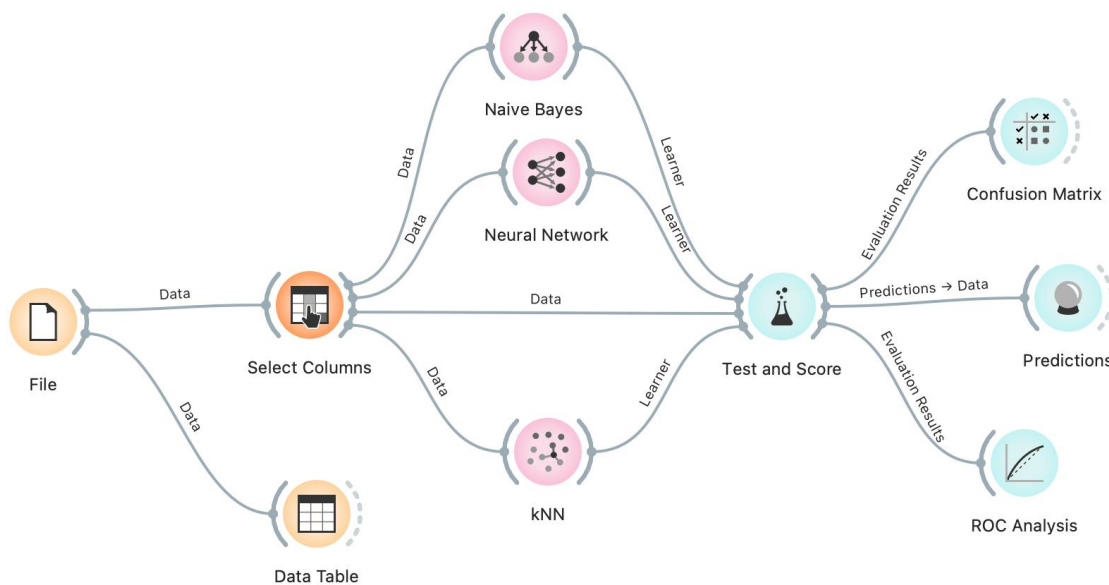 Naive Bayes
Data
Learner
Neural Network
Data
Learner
Evaluation Results
Confusion Matrix
File
Data
Select Columns
Data
Test and Score
Predictions → Data
Predictions
Data
Data Table
Data
kNN
Learner
Evaluation Results
ROC Analysis